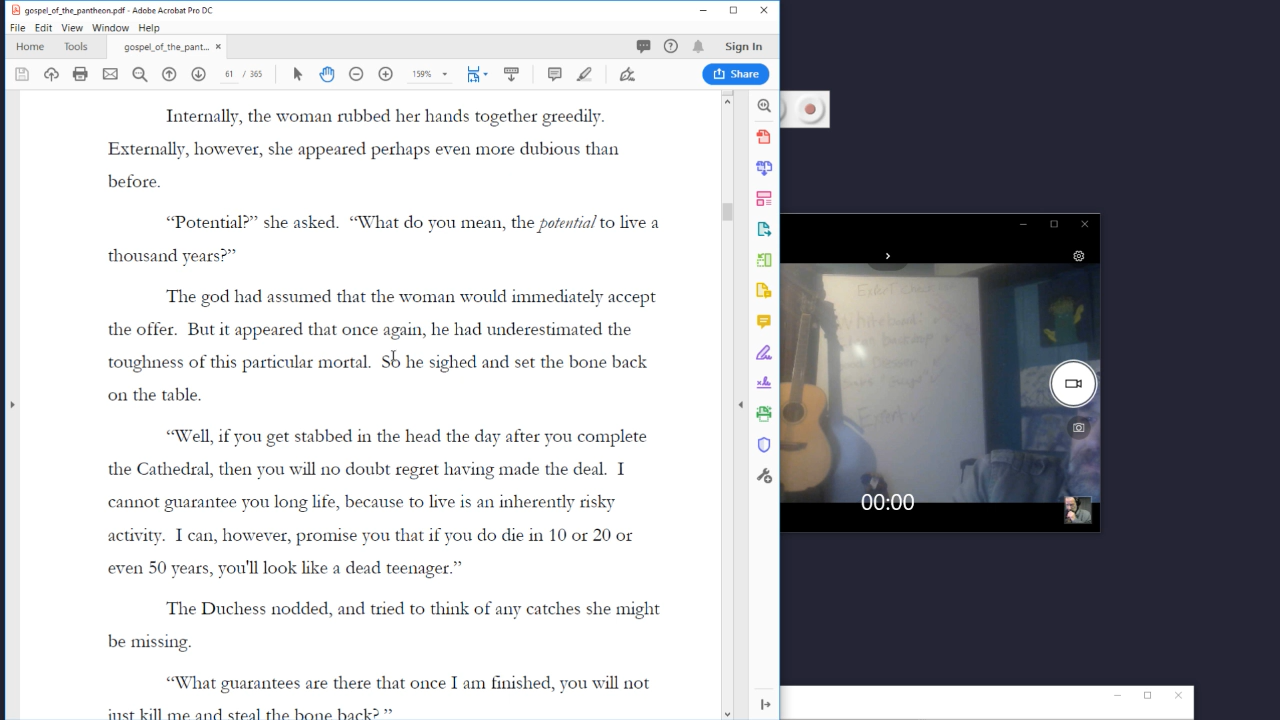 gospel_of_the_pantheon.pdf - Adobe Acrobat Pro DC
File Edit View Window Help
Home Tools gospel_of_the_pant... × Sign In
61 / 365 159% Share
Internally, the woman rubbed her hands together greedily.
Externally, however, she appeared perhaps even more dubious than
before.
“Potential?” she asked.  “What do you mean, the potential to live a
thousand years?”
The god had assumed that the woman would immediately accept
the offer.  But it appeared that once again, he had underestimated the
toughness of this particular mortal.  So he sighed and set the bone back
on the table.
“Well, if you get stabbed in the head the day after you complete
the Cathedral, then you will no doubt regret having made the deal.  I
cannot guarantee you long life, because to live is an inherently risky
activity.  I can, however, promise you that if you do die in 10 or 20 or
even 50 years, you'll look like a dead teenager.”
The Duchess nodded, and tried to think of any catches she might
be missing.
“What guarantees are there that once I am finished, you will not
just kill me and steal the bone back? ”
00:00